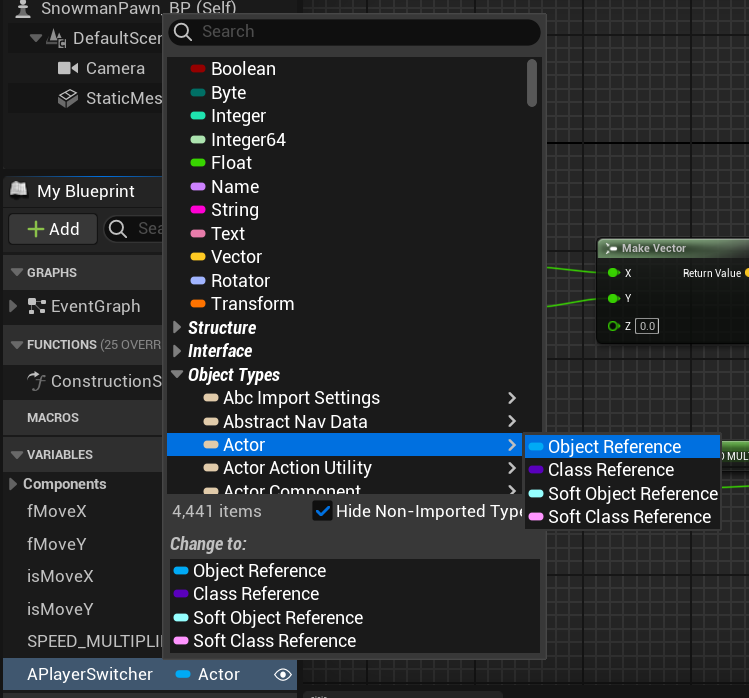 SnowmanPawn_BP (Self)
DefaultScen
Camera
StaticMes
My Blueprint
Add
Sea
GRAPHS
EventGraph
FUNCTIONS (25 OVERR
ConstructionS
MACROS
VARIABLES
Components
fMoveX
fMoveY
isMoveX
isMoveY
SPEED_MULTIPLI
APlayerSwitcher
Actor
Search
Boolean
Byte
Integer
Integer64
Float
Name
String
Text
Vector
Rotator
Transform
Structure
Interface
Object Types
Abc Import Settings
Abstract Nav Data
Actor
Actor Action Utility
Actor Component
4,441 items
Hide Non-Imported Type
Change to:
Object Reference
Class Reference
Soft Object Reference
Soft Class Reference
Object Reference
Class Reference
Soft Object Reference
Soft Class Reference
Make Vector
X
Return Value
Y
Z 0.0
MULT